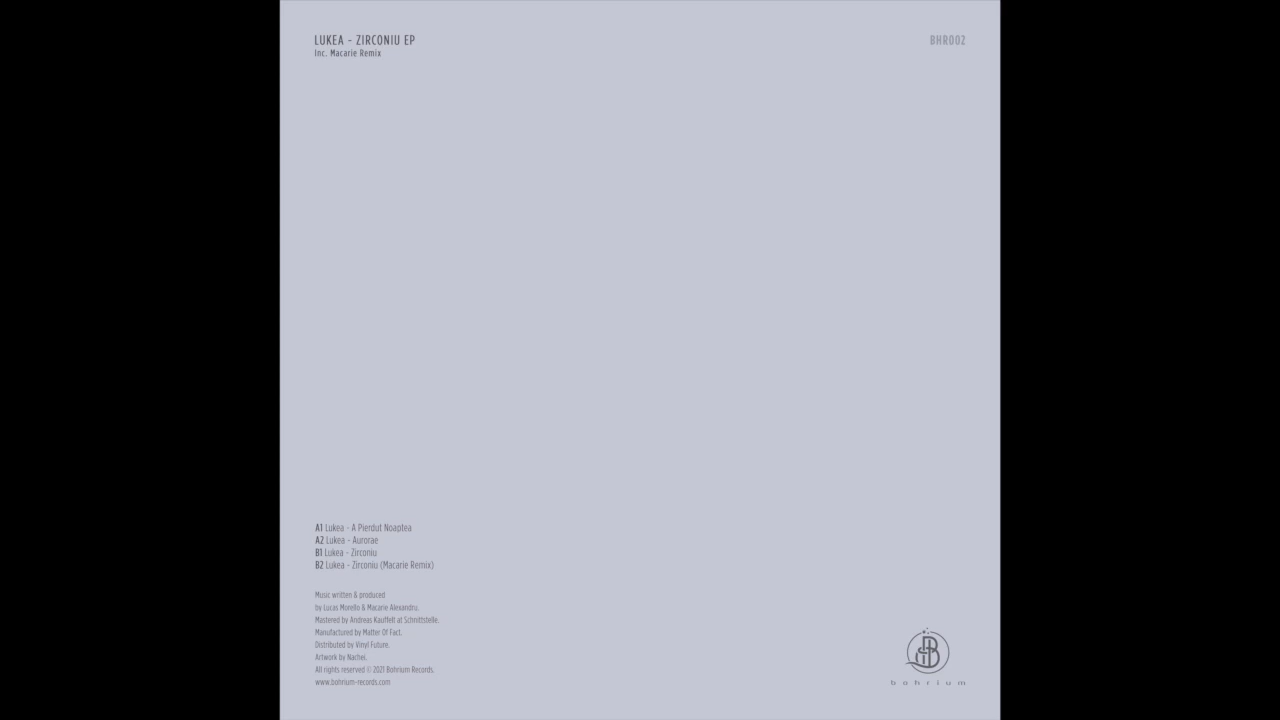 LUKEA - ZIRCONIU EP
Inc. Macarie Remix
BHR002
A1 Lukea - A Pierdut Noaptea
A2 Lukea - Aurorae
B1 Lukea - Zirconiu
B2 Lukea - Zirconiu (Macarie Remix)
Music written & produced
by Lucas Morello & Macarie Alexandru.
Mastered by Andreas Kauffelt at Schnittstelle.
Manufactured by Matter Of Fact.
Distributed by Vinyl Future.
Artwork by Nachei.
All rights reserved © 2021 Bohrium Records.
www.bohrium-records.com
bohrium